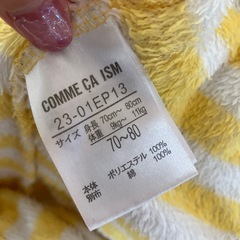 COMME ÇA ISM
23-01EP13
サイズ 身長 70cm〜 80cm
体重 9kg〜 11kg
70〜80
本体 ポリエステル 100%
別布 綿 100%